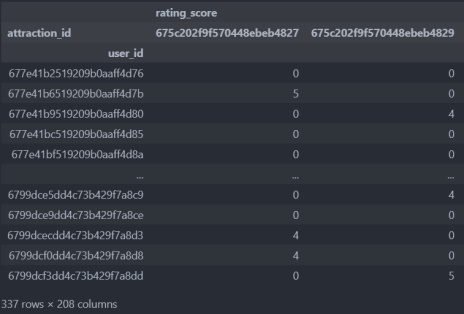 rating_score
attraction_id 675c202f9f570448ebeb4827 675c202f9f570448ebeb4829
user_id
677e41b2519209b0aaff4d76 0 0
677e41b6519209b0aaff4d7b 5 0
677e41b9519209b0aaff4d80 0 4
677e41bc519209b0aaff4d85 0 0
677e41bf519209b0aaff4d8a 0 0
... ... ...
6799dce5dd4c73b429f7a8c9 0 4
6799dce9dd4c73b429f7a8ce 0 0
6799dcecdd4c73b429f7a8d3 4 0
6799dcf0dd4c73b429f7a8d8 4 0
6799dcf3dd4c73b429f7a8dd 0 5
337 rows × 208 columns